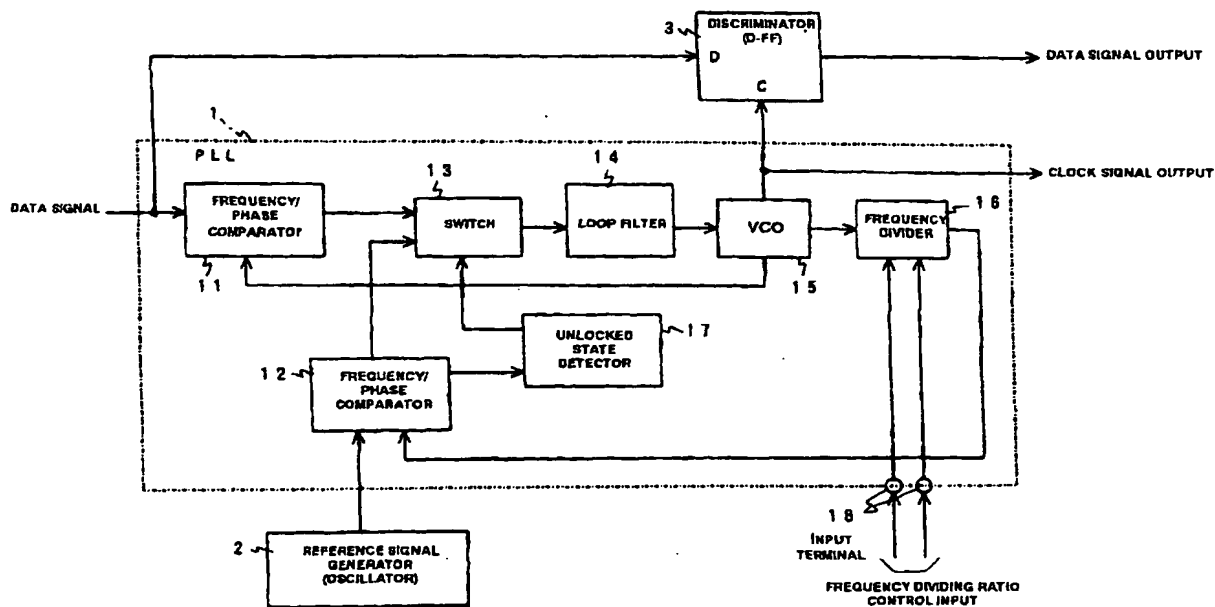 3
DISCRIMINATOR
(D-FF)
D
C
DATA SIGNAL OUTPUT
1
PLL
CLOCK SIGNAL OUTPUT
DATA SIGNAL
FREQUENCY/
PHASE
COMPARATOR
11
13
SWITCH
14
LOOP FILTER
VCO
15
FREQUENCY
DIVIDER
16
UNLOCKED
STATE
DETECTOR
17
12
FREQUENCY/
PHASE
COMPARATOR
2
REFERENCE SIGNAL
GENERATOR
(OSCILLATOR)
18
INPUT
TERMINAL
FREQUENCY DIVIDING RATIO
CONTROL INPUT